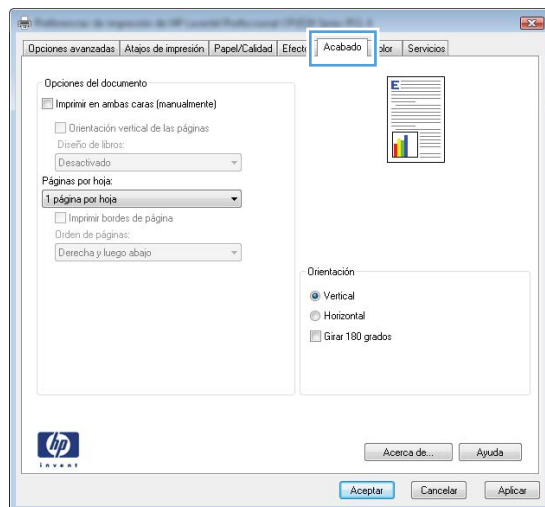 Opciones avanzadas
Atajos de impresión
Papel/Calidad
Acabado
Servicios
Opciones del documento
Imprimir en ambas caras (manualmente)
Orientación vertical de las páginas
Diseño de libros:
Desactivado
Páginas por hoja:
1 página por hoja
Imprimir bordes de página
Orden de páginas:
Derecha y luego abajo
E
Orientación
Vertical
Horizontal
Girar 180 grados
hp
invent
Acerca de...
Ayuda
Aceptar
Cancelar
Aplicar